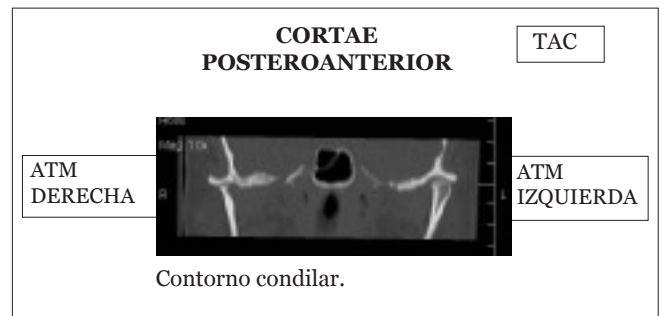 CORTAE
POSTEROANTERIOR
TAC
ATM
DERECHA
R
ATM
IZQUIERDA
Contorno condilar.